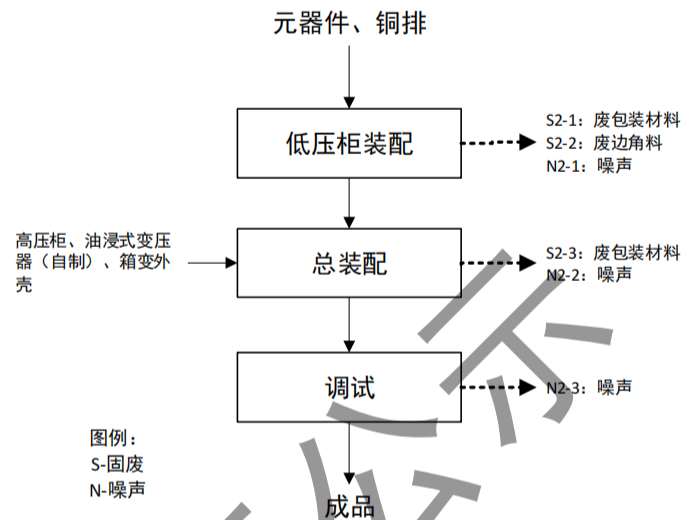 元器件、铜排
低压柜装配
S2-1：废包装材料
S2-2：废边角料
N2-1：噪声
高压柜、油浸式变压
器（自制）、箱变外
壳
总装配
S2-3：废包装材料
N2-2：噪声
调试
N2-3：噪声
图例：
S-固废
N-噪声
成品
示